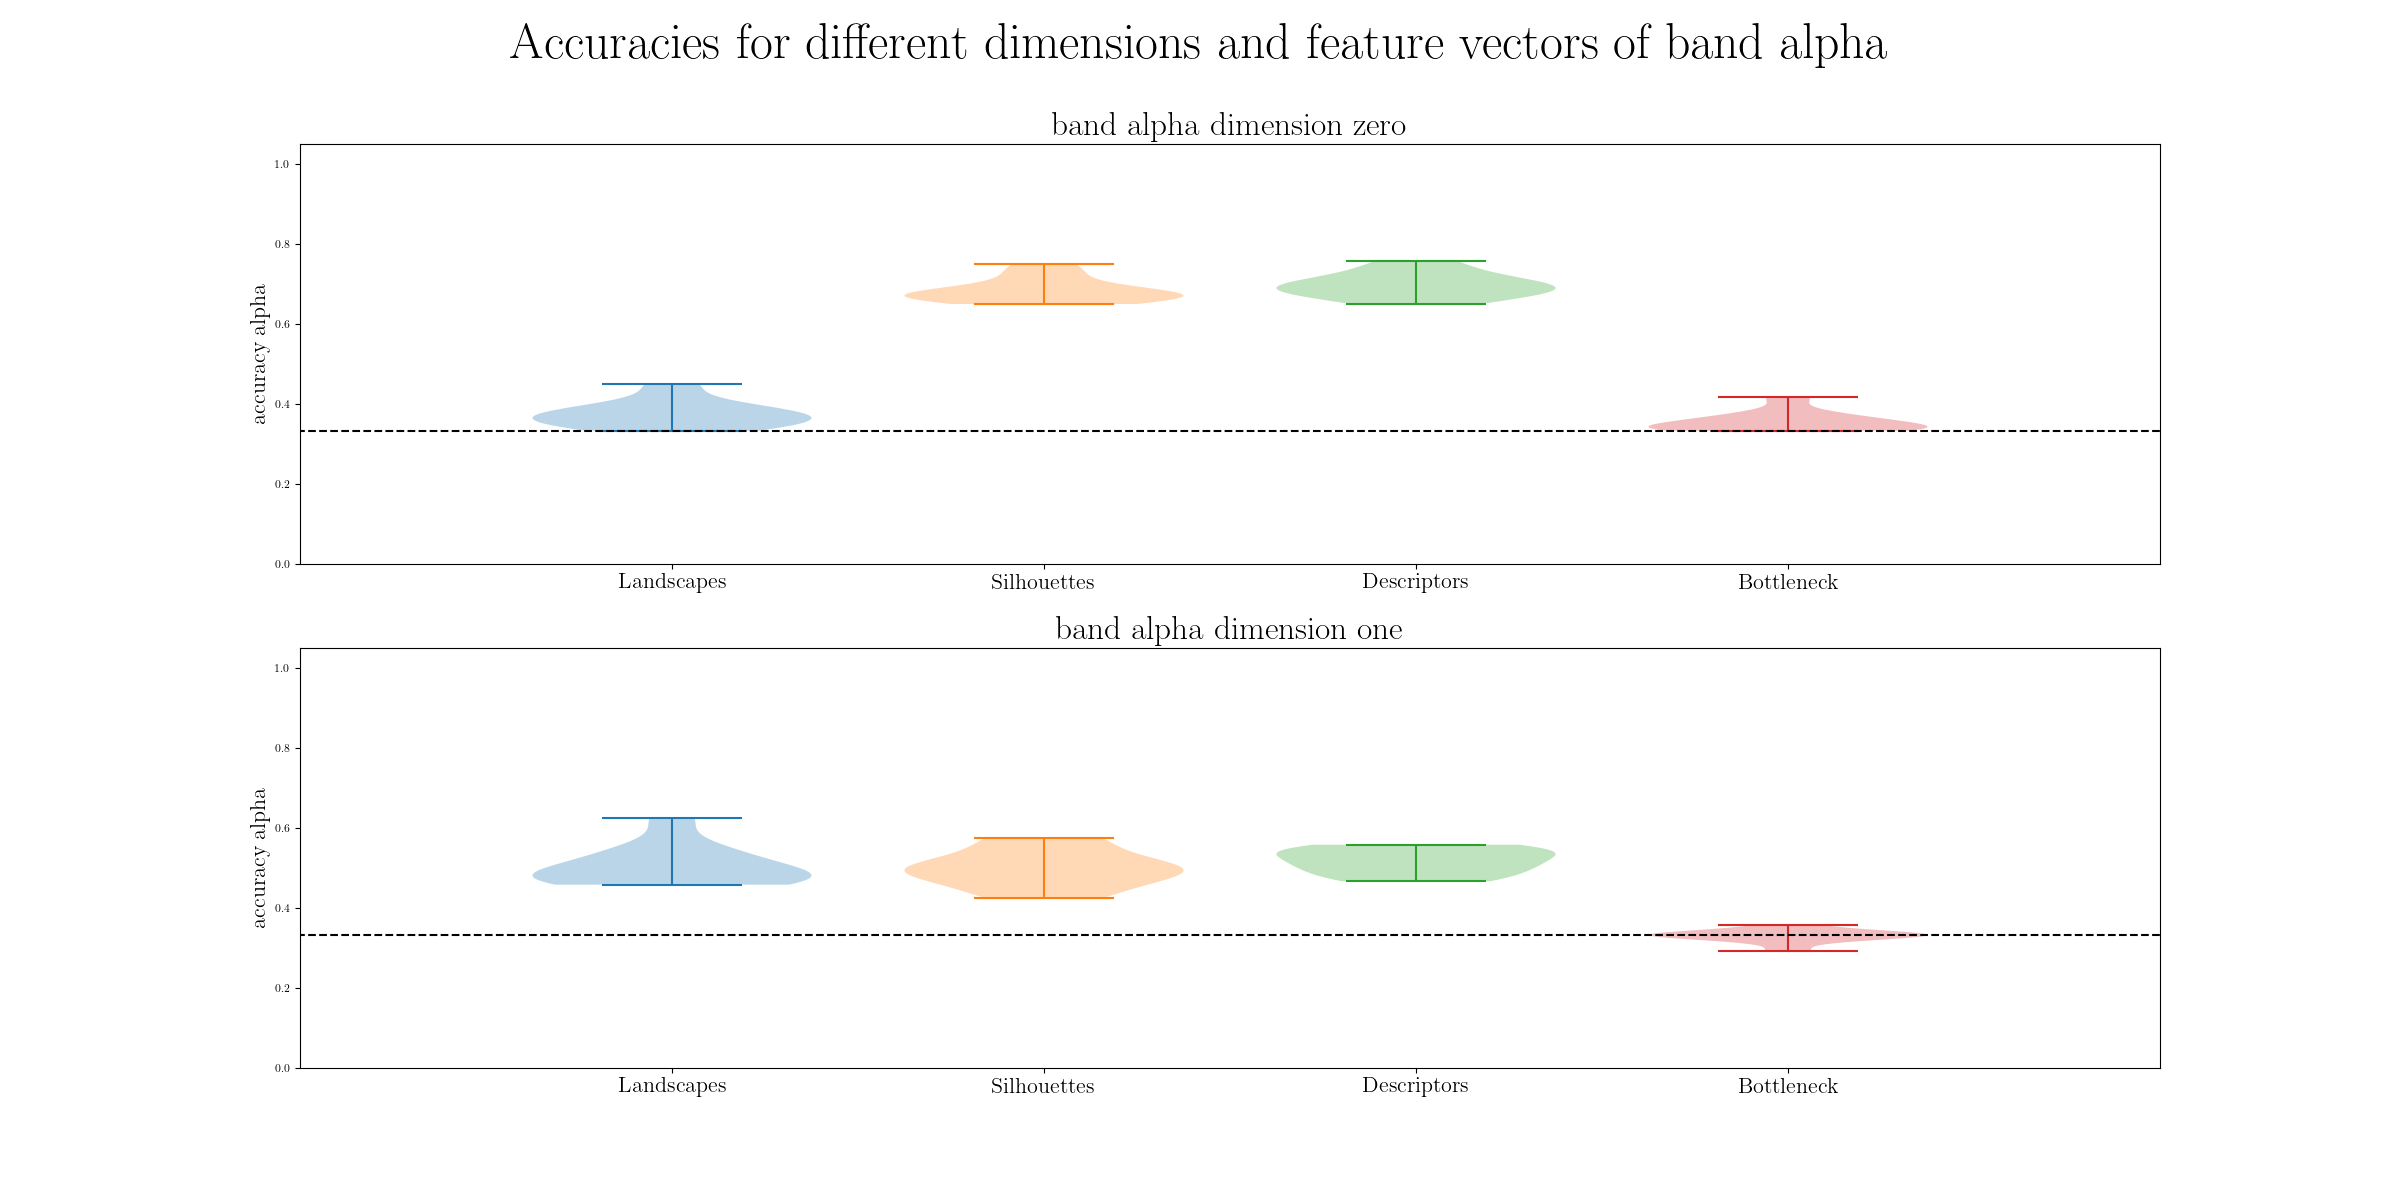 Accuracies for different dimensions and feature vectors of band alpha
band alpha dimension zero
1.0
0.8
0.6
0.4
0.2
0.0
accuracy alpha
Landscapes Silhouettes Descriptors Bottleneck
band alpha dimension one
1.0
0.8
0.6
0.4
0.2
0.0
accuracy alpha
Landscapes Silhouettes Descriptors Bottleneck